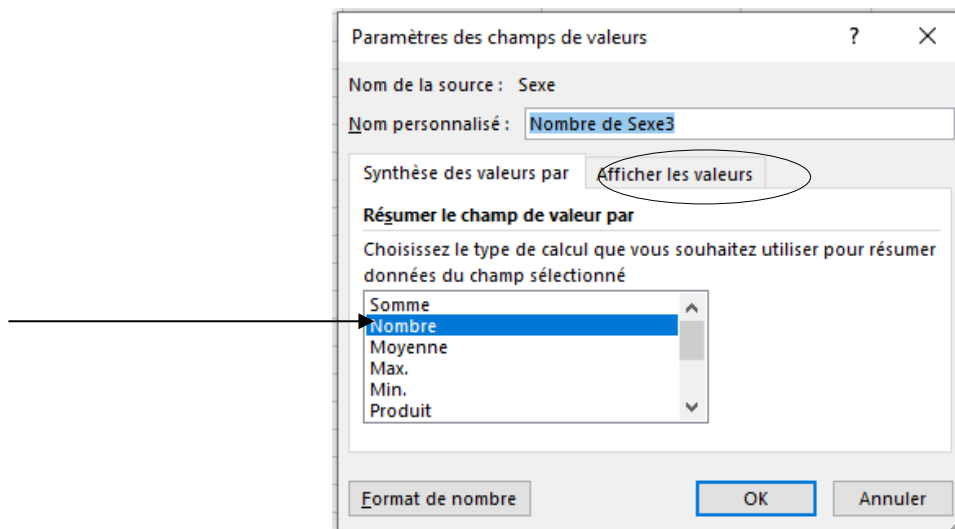 Paramètres des champs de valeurs ? ×
Nom de la source : Sexe
Nom personnalisé : Nombre de Sexe3
Synthèse des valeurs par Afficher les valeurs
Résumer le champ de valeur par
Choisissez le type de calcul que vous souhaitez utiliser pour résumer
données du champ sélectionné
Somme
Nombre
Moyenne
Max.
Min.
Produit
Format de nombre OK Annuler